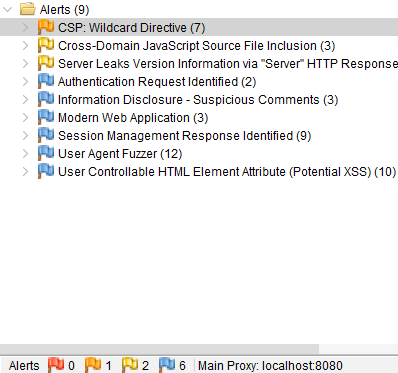 Alerts (9)
CSP: Wildcard Directive (7)
Cross-Domain JavaScript Source File Inclusion (3)
Server Leaks Version Information via "Server" HTTP Response
Authentication Request Identified (2)
Information Disclosure - Suspicious Comments (3)
Modern Web Application (3)
Session Management Response Identified (9)
User Agent Fuzzer (12)
User Controllable HTML Element Attribute (Potential XSS) (10)
Alerts 0 1 2 6 Main Proxy: localhost:8080